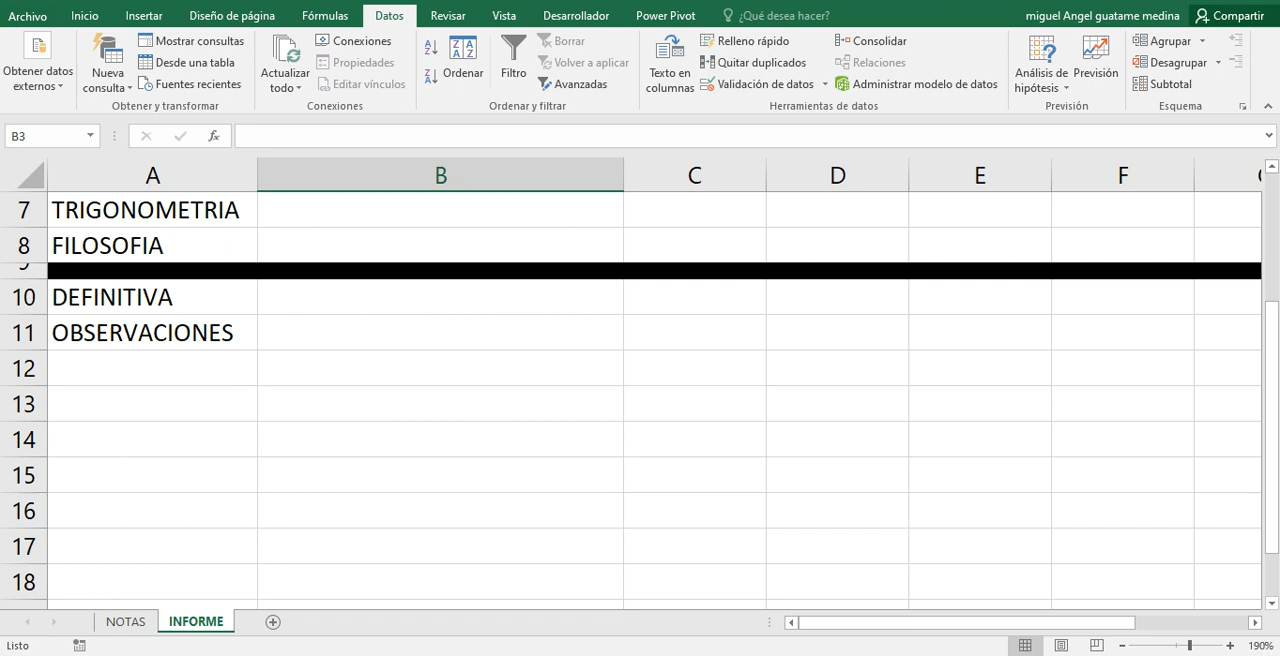 Archivo Inicio Insertar Diseño de página Fórmulas Datos Revisar Vista Desarrollador Power Pivot ¿Qué desea hacer? miguel Angel guatame medina Compartir
Obtener datos externos
Nueva consulta
Mostrar consultas
Desde una tabla
Fuentes recientes
Obtener y transformar
Actualizar todo
Conexiones
Propiedades
Editar vínculos
Conexiones
Ordenar
Filtro
Borrar
Volver a aplicar
Avanzadas
Ordenar y filtrar
Texto en columnas
Relleno rápido
Quitar duplicados
Validación de datos
Consolidar
Relaciones
Administrar modelo de datos
Herramientas de datos
Análisis de hipótesis
Previsión
Previsión
Agrupar
Desagrupar
Subtotal
Esquema
B3 fx
A B C D E F
7 TRIGONOMETRIA
8 FILOSOFIA
10 DEFINITIVA
11 OBSERVACIONES
12
13
14
15
16
17
18
NOTAS INFORME
Listo 190%